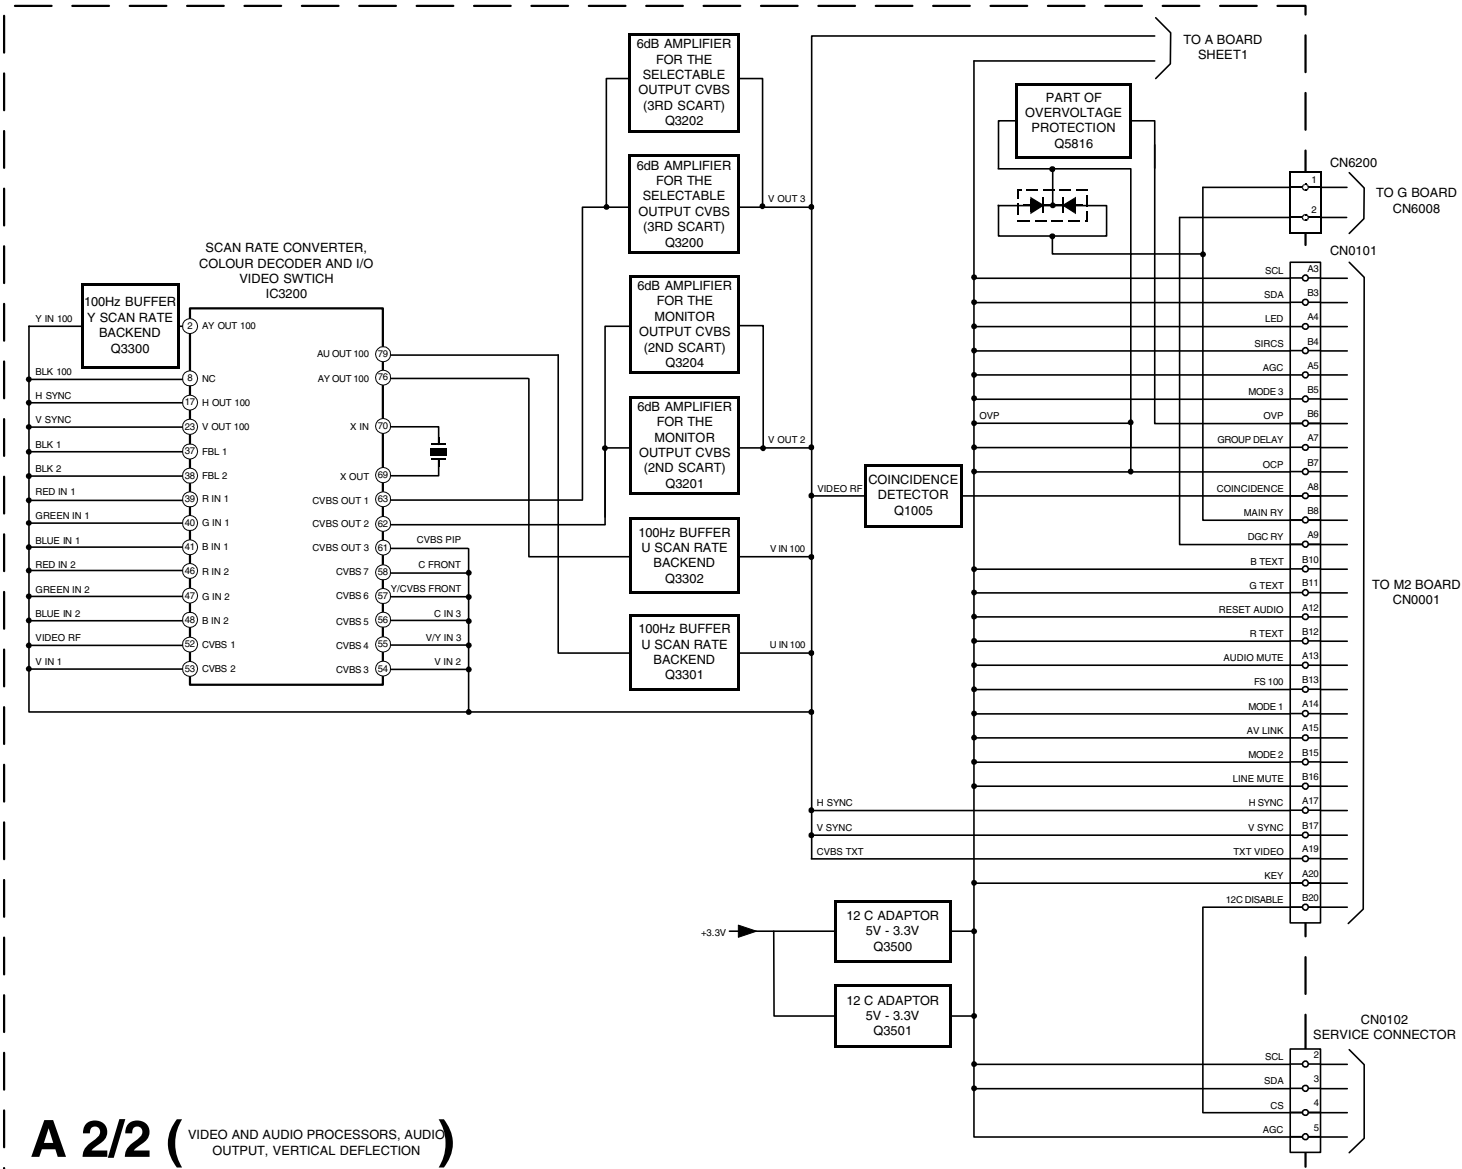 6dB AMPLIFIER
FOR THE
SELECTABLE
OUTPUT CVBS
(3RD SCART)
Q3202
TO A BOARD
SHEET1
PART OF
OVERVOLTAGE
PROTECTION
Q5816
6dB AMPLIFIER
FOR THE
SELECTABLE
OUTPUT CVBS
(3RD SCART)
Q3200
V OUT 3
CN6200
1
2
TO G BOARD
CN6008
SCAN RATE CONVERTER,
COLOUR DECODER AND I/O
VIDEO SWTICH
IC3200
100Hz BUFFER
Y SCAN RATE
BACKEND
Q3300
Y IN 100
2 AY OUT 100
BLK 100
8 NC
H SYNC
17 H OUT 100
V SYNC
23 V OUT 100
BLK 1
37 FBL 1
BLK 2
38 FBL 2
RED IN 1
39 R IN 1
GREEN IN 1
40 G IN 1
BLUE IN 1
41 B IN 1
RED IN 2
46 R IN 2
GREEN IN 2
47 G IN 2
BLUE IN 2
48 B IN 2
VIDEO RF
52 CVBS 1
V IN 1
53 CVBS 2
AU OUT 100 79
AY OUT 100 76
X IN 70
X OUT 69
CVBS OUT 1 63
CVBS OUT 2 62
CVBS OUT 3 61
CVBS PIP
CVBS 7 58
C FRONT
CVBS 6 57
Y/CVBS FRONT
CVBS 5 56
C IN 3
CVBS 4 55
V/Y IN 3
CVBS 3 54
V IN 2
6dB AMPLIFIER
FOR THE
MONITOR
OUTPUT CVBS
(2ND SCART)
Q3204
6dB AMPLIFIER
FOR THE
MONITOR
OUTPUT CVBS
(2ND SCART)
Q3201
V OUT 2
100Hz BUFFER
U SCAN RATE
BACKEND
Q3302
V IN 100
100Hz BUFFER
U SCAN RATE
BACKEND
Q3301
U IN 100
VIDEO RF
COINCIDENCE
DETECTOR
Q1005
OVP
CN0101
SCL A3
SDA B3
LED A4
SIRCS B4
AGC A5
MODE 3 B5
OVP B6
GROUP DELAY A7
OCP B7
COINCIDENCE A8
MAIN RY B8
DGC RY A9
B TEXT B10
G TEXT B11
RESET AUDIO A12
R TEXT B12
AUDIO MUTE A13
FS 100 B13
MODE 1 A14
AV LINK A15
MODE 2 B15
LINE MUTE B16
H SYNC H SYNC A17
V SYNC V SYNC B17
CVBS TXT TXT VIDEO A19
KEY A20
12C DISABLE B20
TO M2 BOARD
CN0001
+3.3V
12 C ADAPTOR
5V - 3.3V
Q3500
12 C ADAPTOR
5V - 3.3V
Q3501
CN0102
SERVICE CONNECTOR
SCL 2
SDA 3
CS 4
AGC 5
A 2/2 ( VIDEO AND AUDIO PROCESSORS, AUDIO
OUTPUT, VERTICAL DEFLECTION )